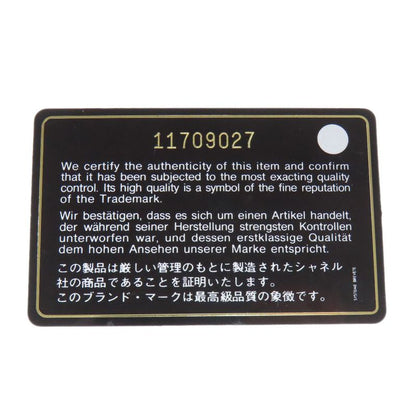 11709027
We certify the authenticity of this item and confirm
that it has been subjected to the most exacting quality
control. Its high quality is a symbol of the fine reputation
of the Trademark.
Wir bestätigen, dass es sich um einen Artikel handelt,
der während seiner Herstellung strengsten Kontrollen
unterworfen war, und dessen erstklassige Qualität
dem hohen Ansehen unserer Marke entspricht.
この製品は厳しい管理のもとに製造されたシャネル
社の商品であることを証明いたします。
このブランド・マークは最高級品質の象徴です。